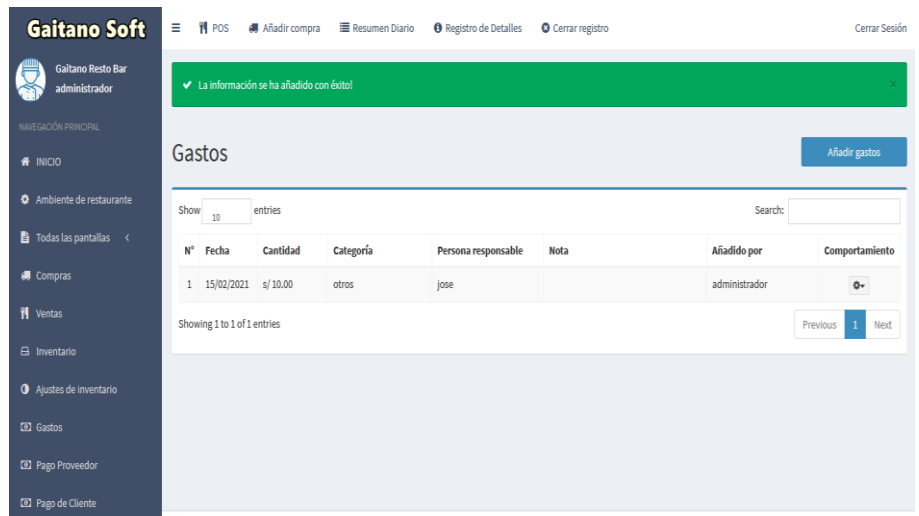 Gaitano Soft
POS Añadir compra Resumen Diario Registro de Detalles Cerrar registro Cerrar Sesión
Gaitano Resto Bar
administrador
La información se ha añadido con éxito! x
NAVEGACIÓN PRINCIPAL
INICIO
Ambiente de restaurante
Todas las pantallas <
Compras
Ventas
Inventario
Ajustes de inventario
Gastos
Pago Proveedor
Pago de Cliente
Gastos Añadir gastos
Show 10 entries Search:
N° Fecha Cantidad Categoría Persona responsable Nota Añadido por Comportamiento
1 15/02/2021 s/ 10.00 otros jose administrador
Showing 1 to 1 of 1 entries Previous 1 Next